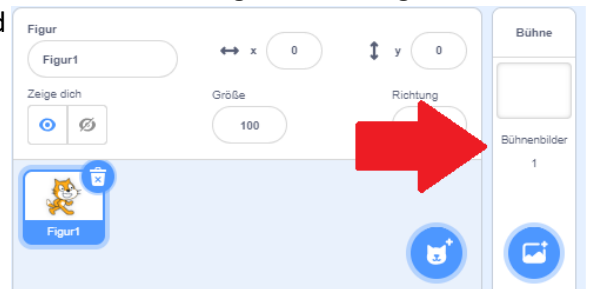 d
Figur
Figur1
x 0
y 0
Zeige dich
Größe
Richtung
100
Figur1
Bühne
Bühnenbilder
1